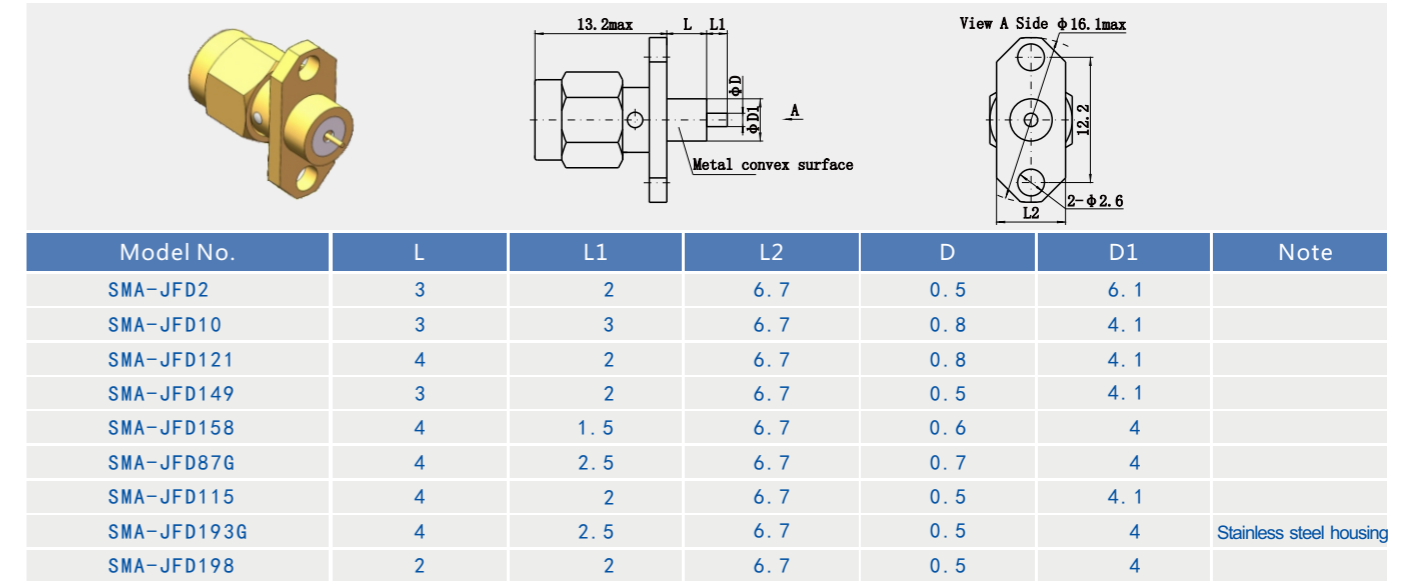 13.2max L L1
View A Side ϕ16.1max
ϕD
ϕD1
A
12.2
Metal convex surface
2-ϕ2.6
L2
Model No. L L1 L2 D D1 Note
SMA-JFD2 3 2 6.7 0.5 6.1
SMA-JFD10 3 3 6.7 0.8 4.1
SMA-JFD121 4 2 6.7 0.8 4.1
SMA-JFD149 3 2 6.7 0.5 4.1
SMA-JFD158 4 1.5 6.7 0.6 4
SMA-JFD87G 4 2.5 6.7 0.7 4
SMA-JFD115 4 2 6.7 0.5 4.1
SMA-JFD193G 4 2.5 6.7 0.5 4 Stainless steel housing
SMA-JFD198 2 2 6.7 0.5 4